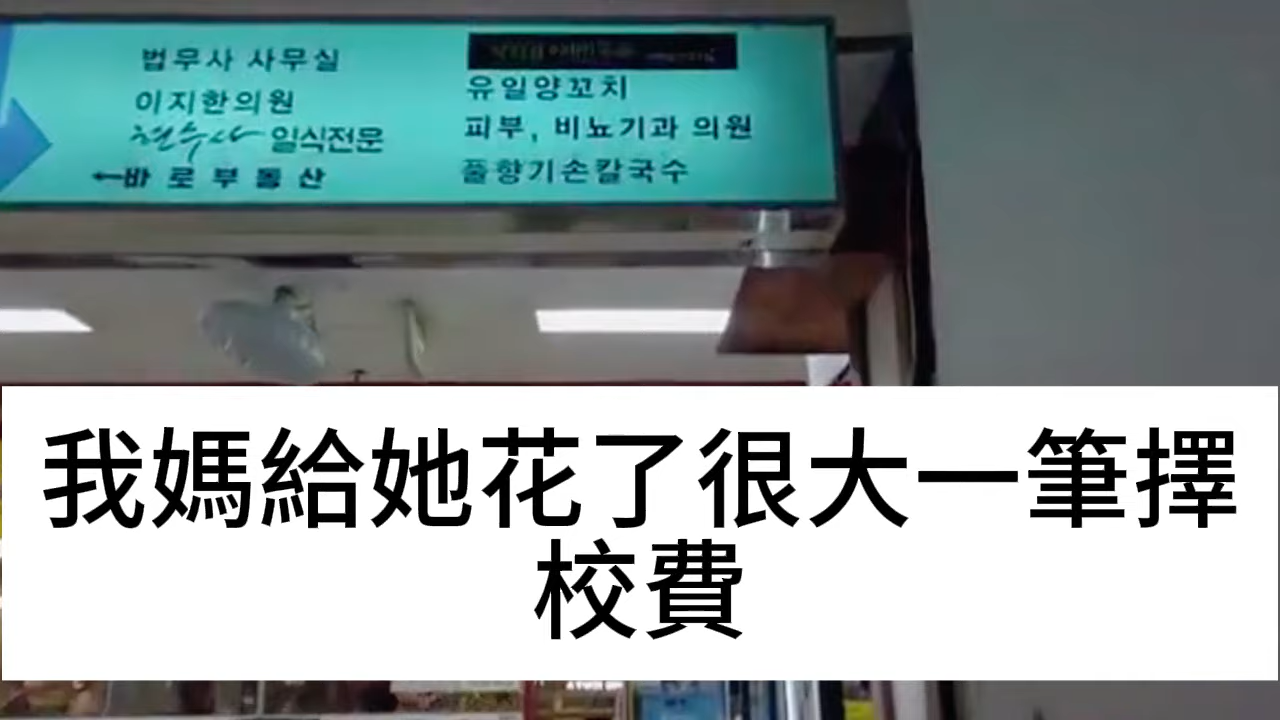 법무사 사무실
이지한의원
일식전문
←바로부동산
유일양꼬치
피부, 비뇨기과 의원
풀향기손칼국수
我媽給她花了很大一筆擇
校費